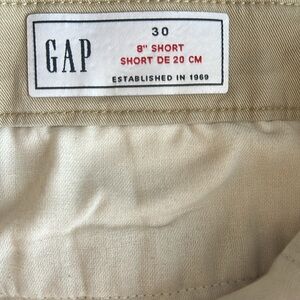 GAP
30
8" SHORT
SHORT DE 20 CM
ESTABLISHED IN 1969